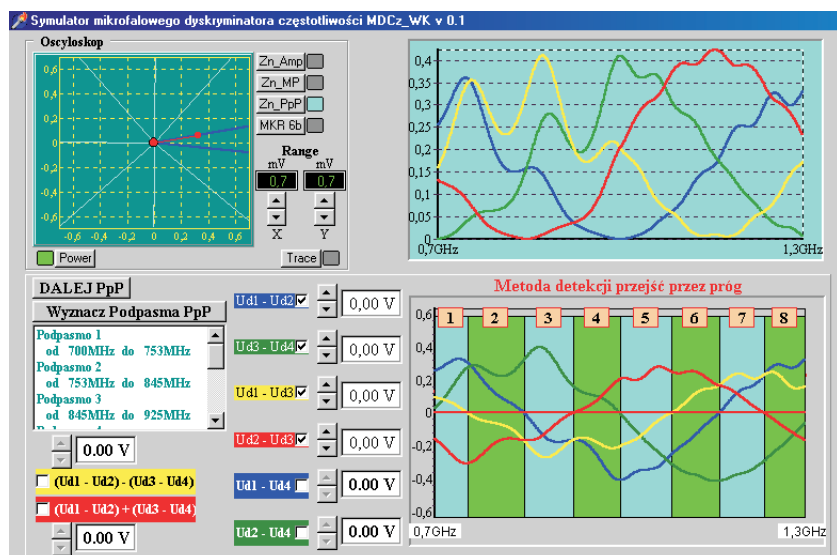 Symulator mikrofalowego dyskryminatora częstotliwości MDCz_WK v 0.1
Oscyloskop
0,6
0,4
0,2
0
-0,2
-0,4
-0,6
-0,6 -0,4 -0,2 0 0,2 0,4 0,6
Zn_Amp
Zn_MP
Zn_PpP
MKR 6b
Range
mV mV
0,7 0,7
X Y
Power
Trace
0,4
0,35
0,3
0,25
0,2
0,15
0,1
0,05
0
0,7GHz 1,3GHz
DALEJ PpP
Wyznacz Podpasma PpP
Podpasmo 1
od 700MHz do 753MHz
Podpasmo 2
od 753MHz do 845MHz
Podpasmo 3
od 845MHz do 925MHz
0.00 V
(Ud1 - Ud2) - (Ud3 - Ud4)
(Ud1 - Ud2) + (Ud3 - Ud4)
0.00 V
Ud1 - Ud2 0,00 V
Ud3 - Ud4 0,00 V
Ud1 - Ud3 0,00 V
Ud2 - Ud3 0,00 V
Ud1 - Ud4 0.00 V
Ud2 - Ud4 0.00 V
Metoda detekcji przejść przez próg
0,6
0,4
0,2
0
-0,2
-0,4
-0,6
1 2 3 4 5 6 7 8
0,7GHz 1,3GHz